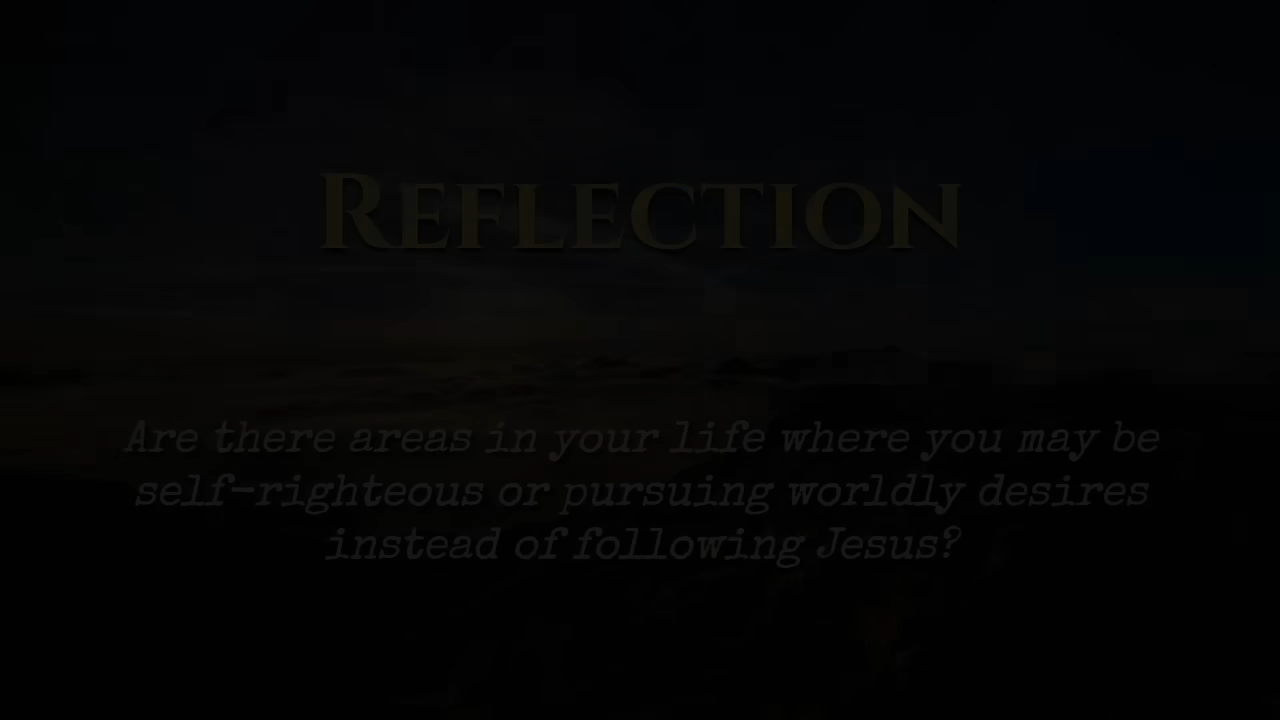 Reflection
Are there areas in your life where you may be
self-righteous or pursuing worldly desires
instead of following Jesus?